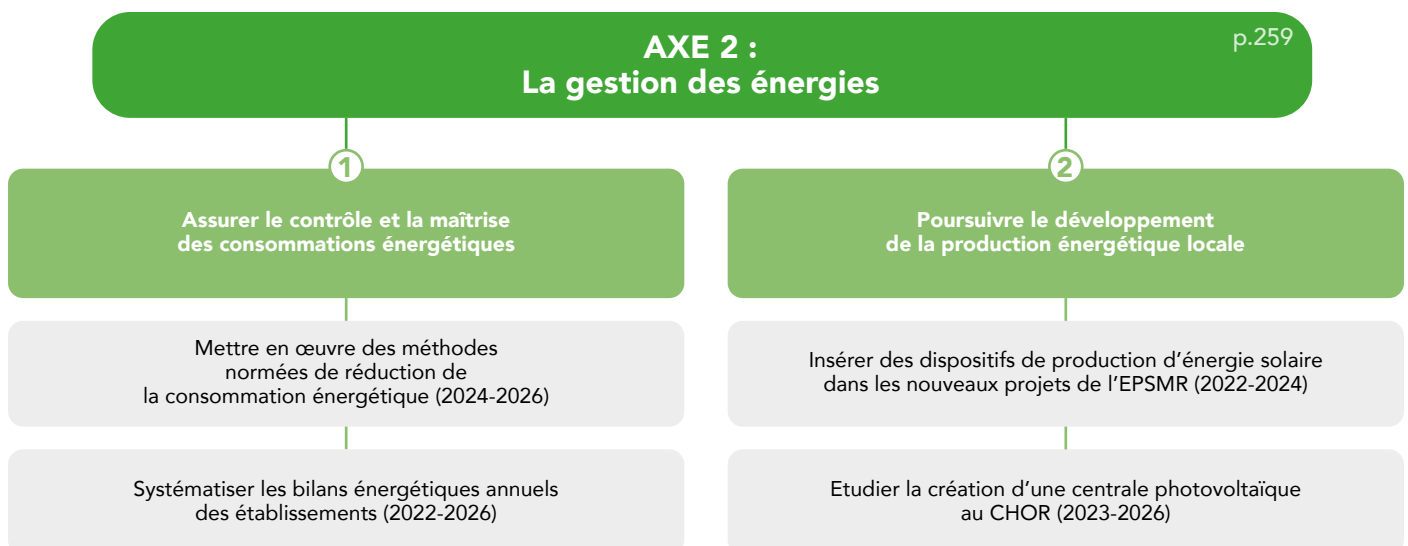 AXE 2 :
La gestion des énergies
p.259
1
Assurer le contrôle et la maîtrise
des consommations énergétiques
Mettre en œuvre des méthodes
normées de réduction de
la consommation énergétique (2024-2026)
Systématiser les bilans énergétiques annuels
des établissements (2022-2026)
2
Poursuivre le développement
de la production énergétique locale
Insérer des dispositifs de production d’énergie solaire
dans les nouveaux projets de l’EPSMR (2022-2024)
Etudier la création d’une centrale photovoltaïque
au CHOR (2023-2026)